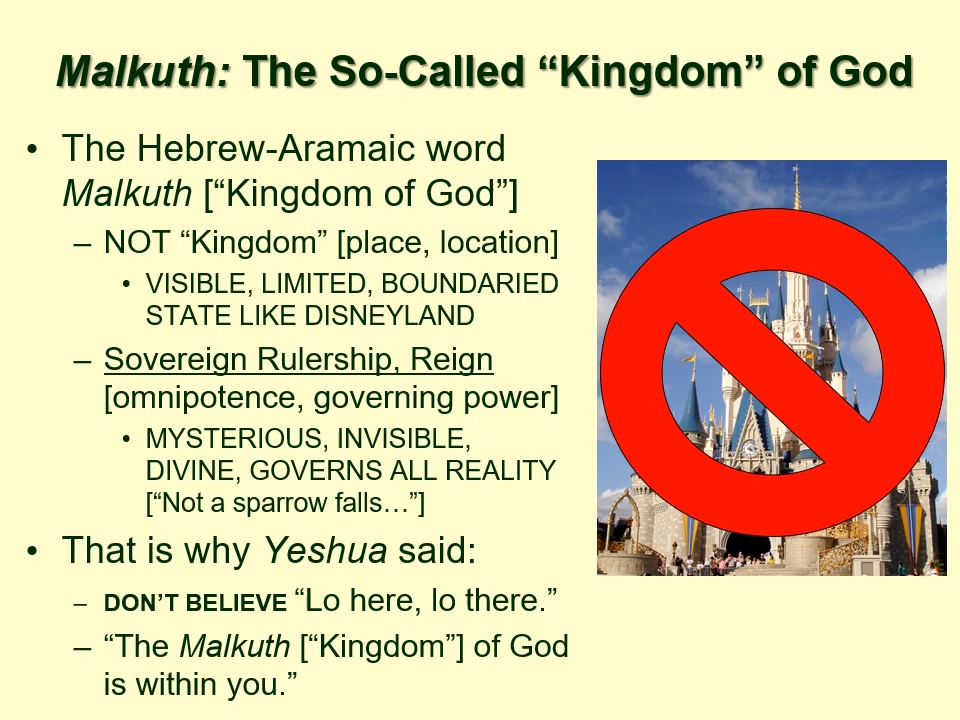 Malkuth: The So-Called “Kingdom” of God
• The Hebrew-Aramaic word
Malkuth [“Kingdom of God”]
– NOT “Kingdom” [place, location]
• VISIBLE, LIMITED, BOUNDARIED
STATE LIKE DISNEYLAND
– Sovereign Rulership, Reign
[omnipotence, governing power]
• MYSTERIOUS, INVISIBLE,
DIVINE, GOVERNS ALL REALITY
[“Not a sparrow falls…”]
• That is why Yeshua said:
– DON’T BELIEVE “Lo here, lo there.”
– “The Malkuth [“Kingdom”] of God
is within you.”